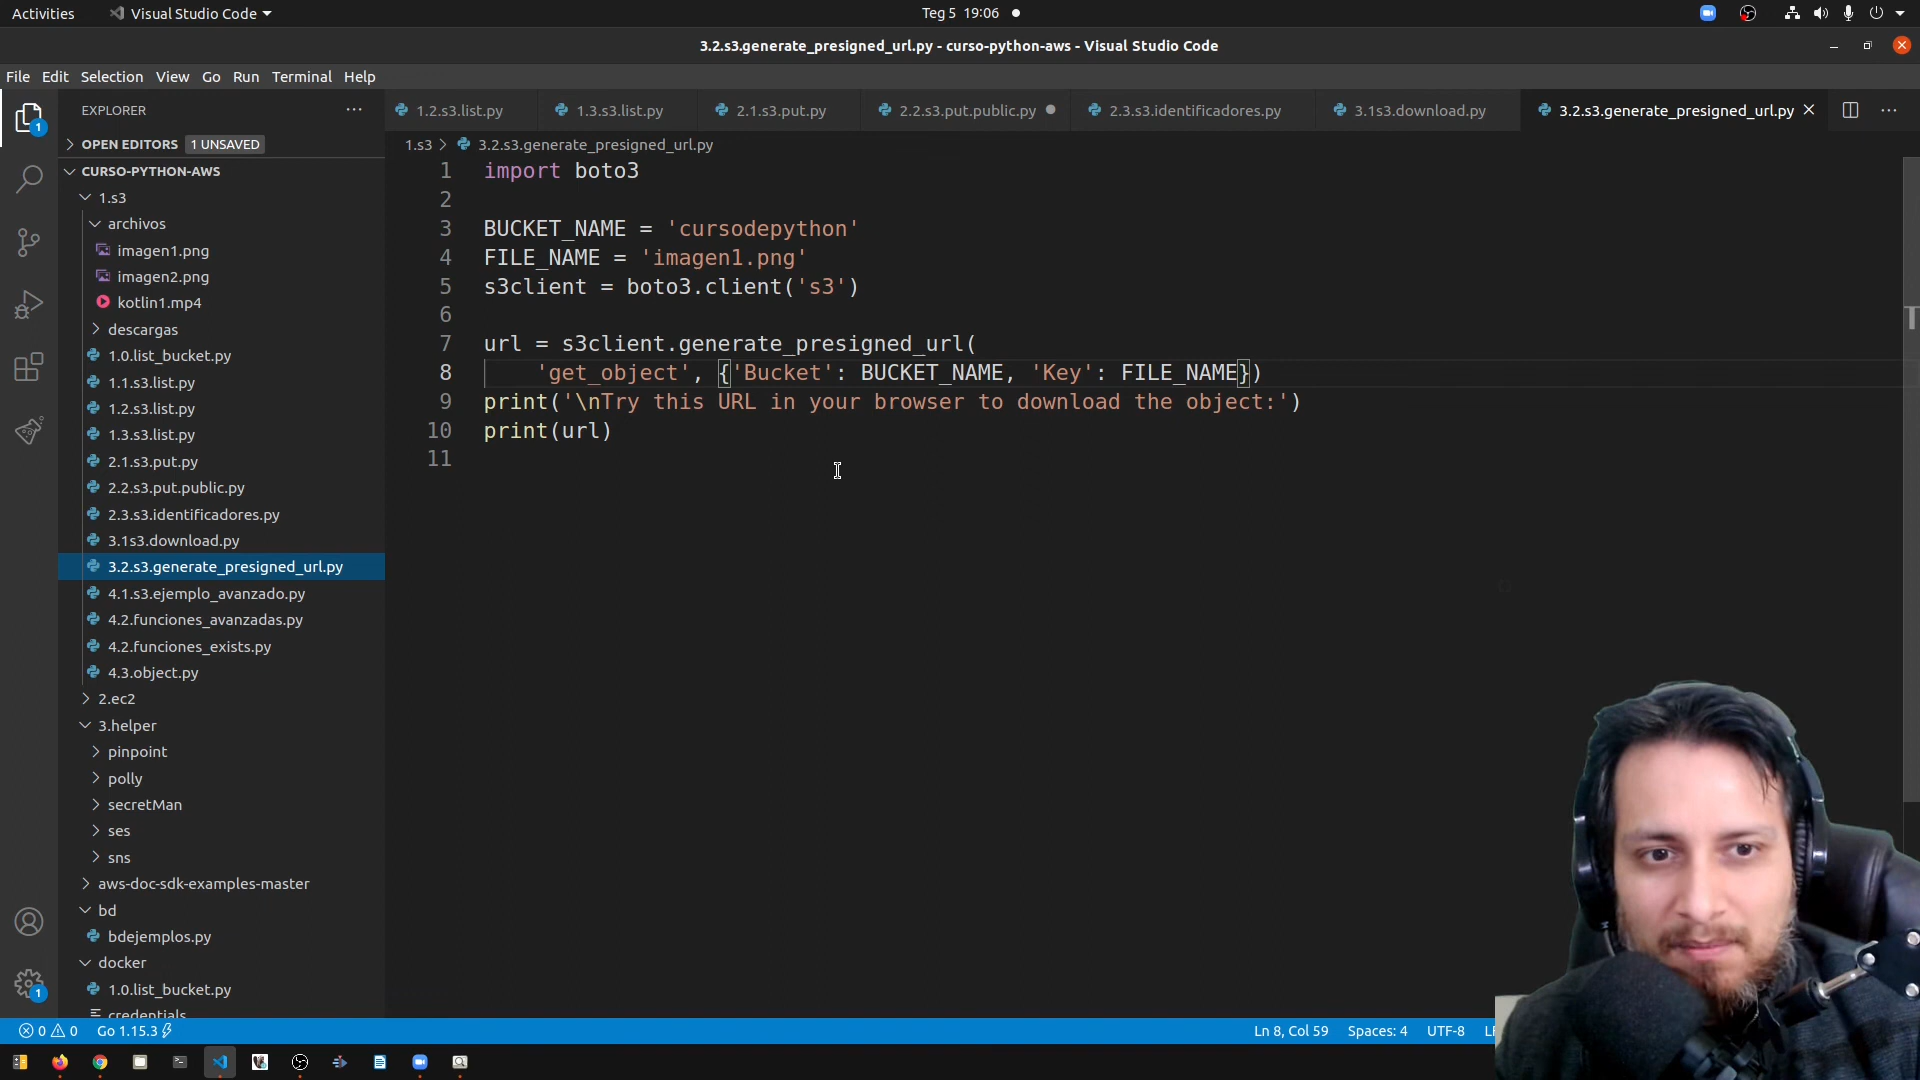 Activities
Visual Studio Code
Teg 5 19:06
3.2.s3.generate_presigned_url.py - curso-python-aws - Visual Studio Code
File Edit Selection View Go Run Terminal Help
EXPLORER
1.2.s3.list.py
1.3.s3.list.py
2.1.s3.put.py
2.2.s3.put.public.py
2.3.s3.identificadores.py
3.1s3.download.py
3.2.s3.generate_presigned_url.py
OPEN EDITORS 1 UNSAVED
1.s3 > 3.2.s3.generate_presigned_url.py
CURSO-PYTHON-AWS
1.s3
archivos
imagen1.png
imagen2.png
kotlin1.mp4
descargas
1.0.list_bucket.py
1.1.s3.list.py
1.2.s3.list.py
1.3.s3.list.py
2.1.s3.put.py
2.2.s3.put.public.py
2.3.s3.identificadores.py
3.1s3.download.py
3.2.s3.generate_presigned_url.py
4.1.s3.ejemplo_avanzado.py
4.2.funciones_avanzadas.py
4.2.funciones_exists.py
4.3.object.py
2.ec2
3.helper
pinpoint
polly
secretMan
ses
sns
aws-doc-sdk-examples-master
bd
bdejemplos.py
docker
1.0.list_bucket.py
credentials
1 import boto3
2
3 BUCKET_NAME = 'cursodepython'
4 FILE_NAME = 'imagen1.png'
5 s3client = boto3.client('s3')
6
7 url = s3client.generate_presigned_url(
8 'get_object', {'Bucket': BUCKET_NAME, 'Key': FILE_NAME})
9 print('\nTry this URL in your browser to download the object:')
10 print(url)
11
1
1
0 0 Go 1.15.3
Ln 8, Col 59 Spaces: 4 UTF-8